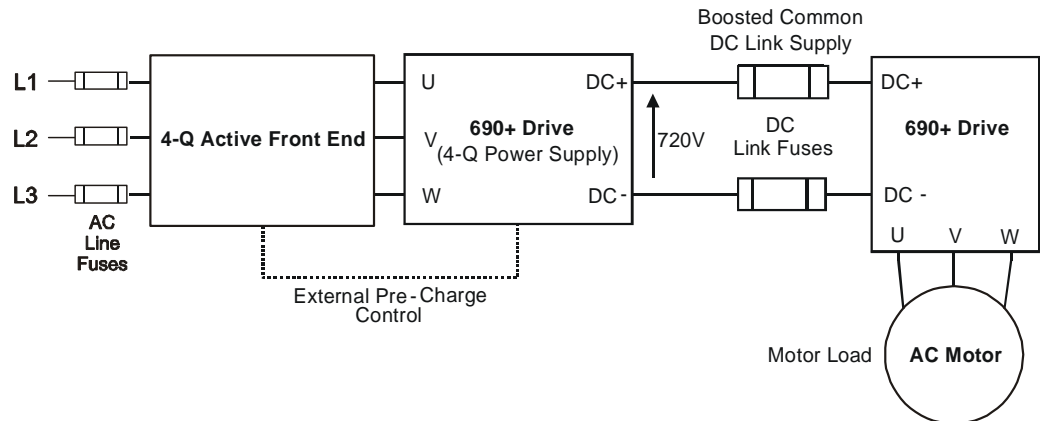 L1
L2
L3
AC
Line
Fuses
4-Q Active Front End
U
V
W
690+ Drive
(4-Q Power Supply)
DC+
DC-
External Pre-Charge
Control
720V
Boosted Common
DC Link Supply
DC
Link Fuses
DC+
690+ Drive
DC -
U V W
Motor Load
AC Motor